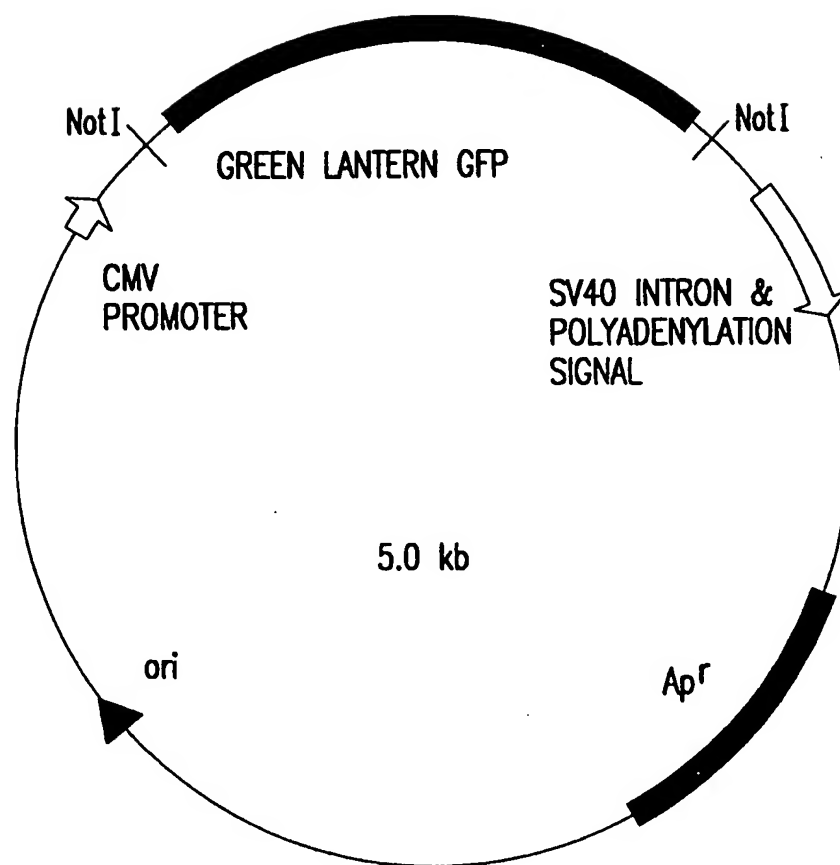 NotI
NotI
GREEN LANTERN GFP
CMV
PROMOTER
SV40 INTRON &
POLYADENYLATION
SIGNAL
5.0 kb
ori
Apr